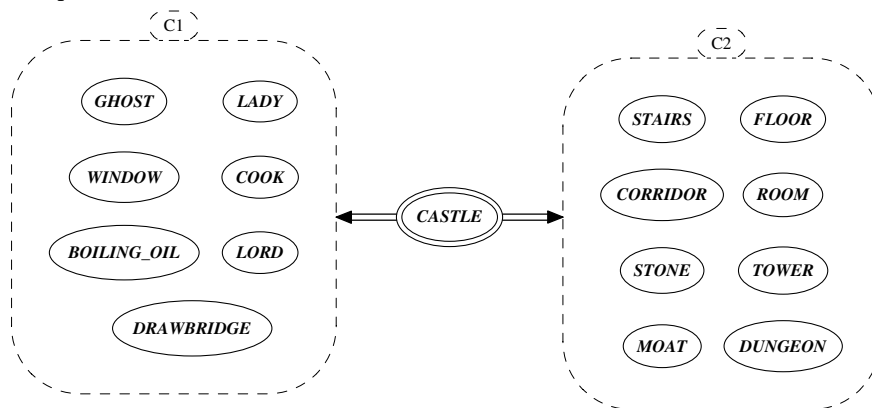 C1
GHOST LADY
WINDOW COOK
BOILING_OIL LORD
DRAWBRIDGE
CASTLE
C2
STAIRS FLOOR
CORRIDOR ROOM
STONE TOWER
MOAT DUNGEON